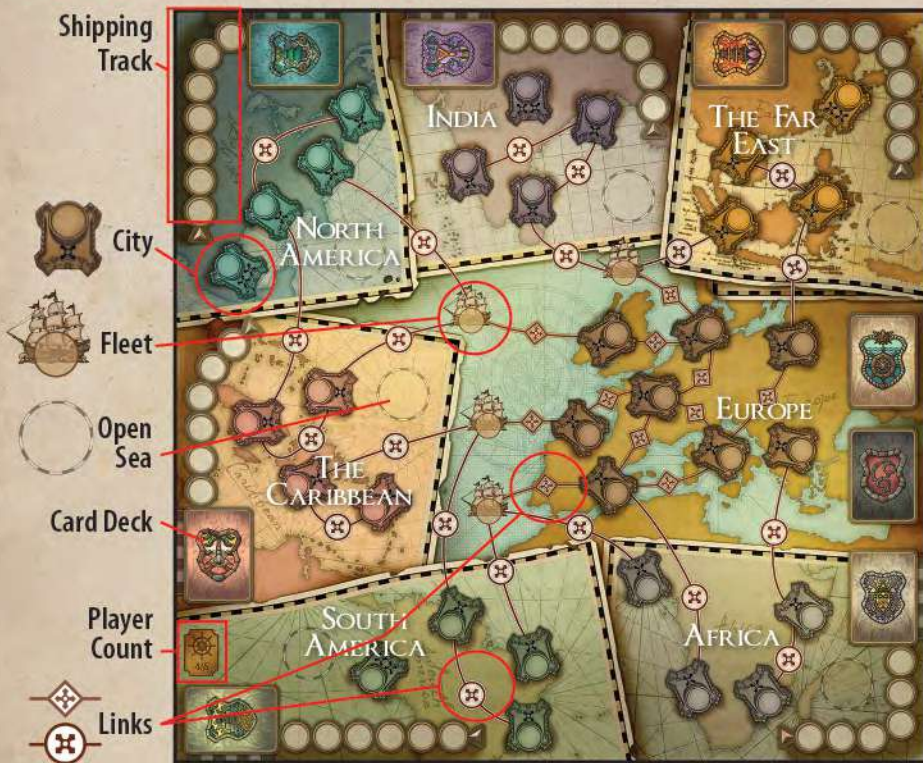 Shipping
Track
City
Fleet
Open
Sea
Card Deck
Player
Count
Links
NORTH
AMERICA
INDIA
THE FAR
EAST
EUROPE
THE
CARIBBEAN
SOUTH
AMERICA
AFRICA